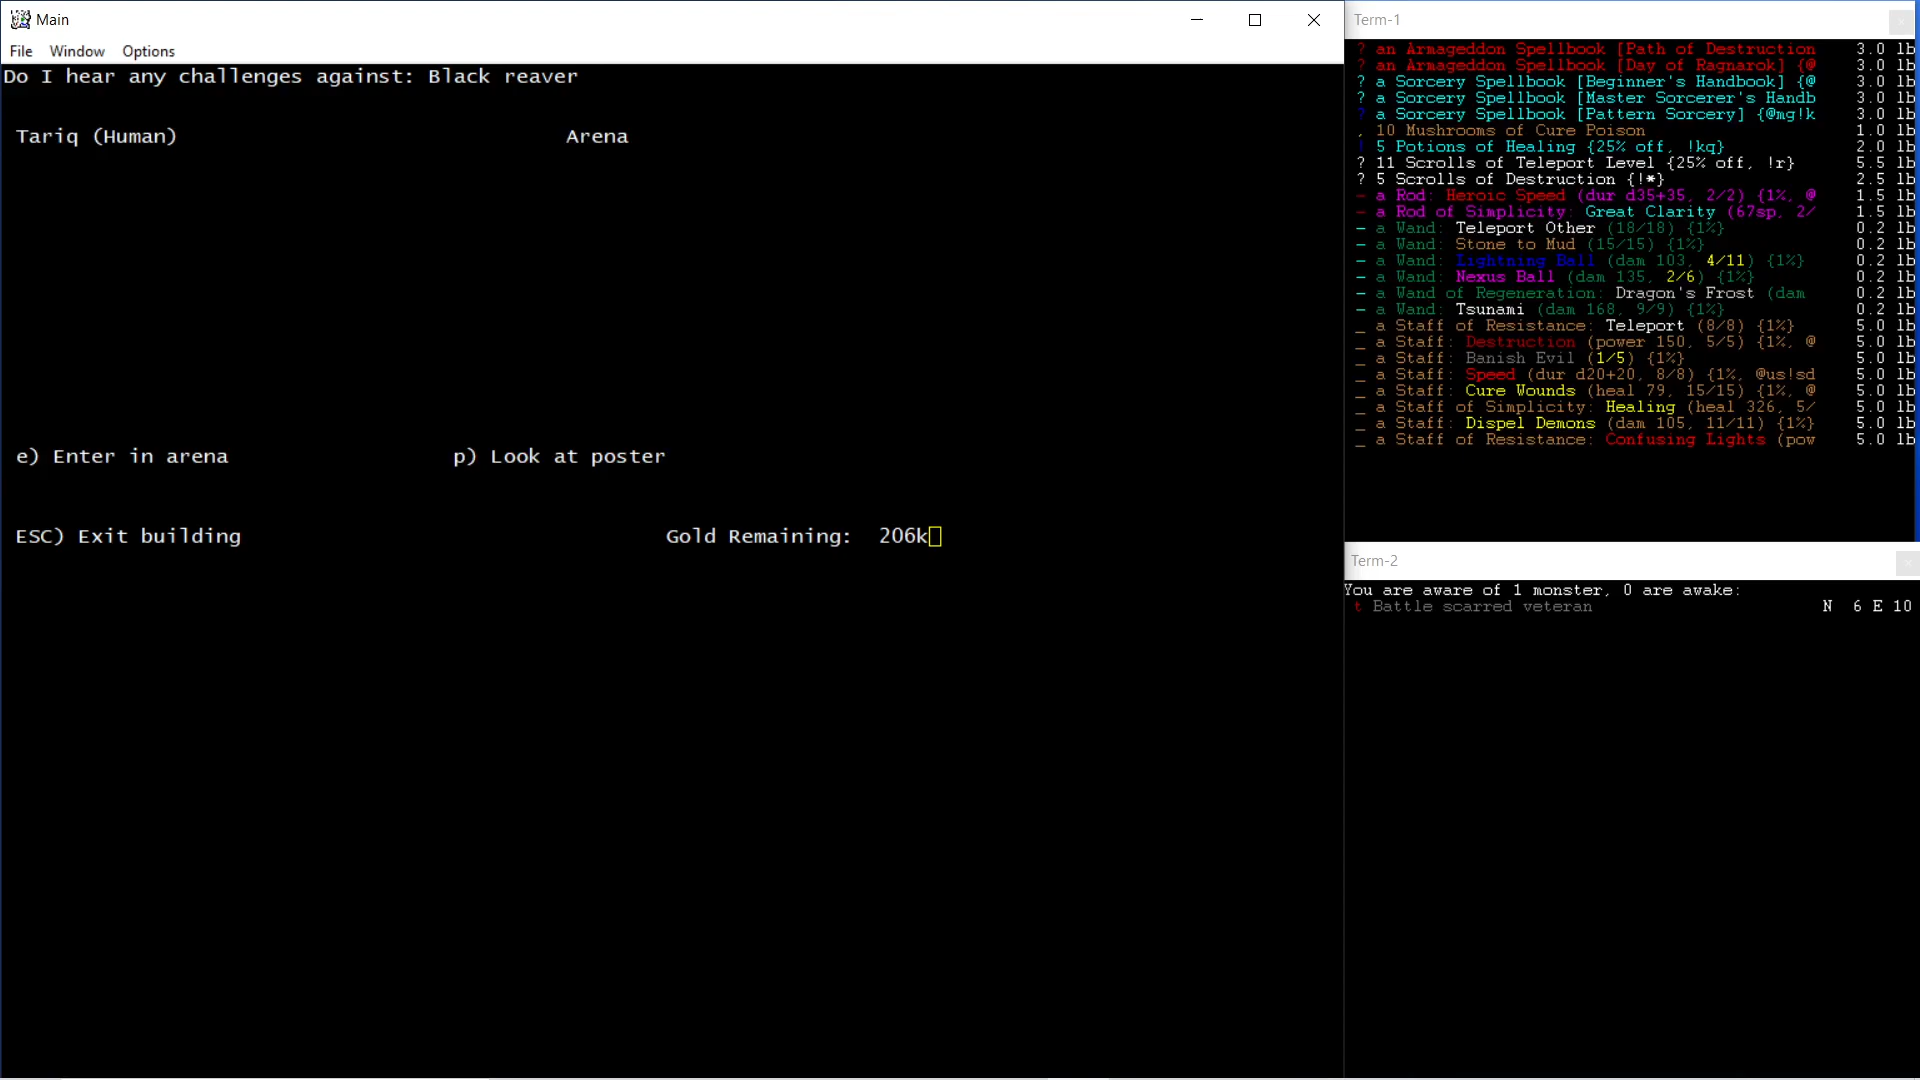 Main
File Window Options
Do I hear any challenges against: Black reaver
Tariq (Human) Arena
e) Enter in arena p) Look at poster
ESC) Exit building Gold Remaining: 206k
Term-1
? an Armageddon Spellbook [Path of Destruction 3.0 lb
? an Armageddon Spellbook [Day of Ragnarok] {@ 3.0 lb
? a Sorcery Spellbook [Beginner's Handbook] {@ 3.0 lb
? a Sorcery Spellbook [Master Sorcerer's Handb 3.0 lb
? a Sorcery Spellbook [Pattern Sorcery] {@mg!k 3.0 lb
, 10 Mushrooms of Cure Poison 1.0 lb
! 5 Potions of Healing {25% off, !kq} 2.0 lb
? 11 Scrolls of Teleport Level {25% off, !r} 5.5 lb
? 5 Scrolls of Destruction {!*} 2.5 lb
- a Rod: Heroic Speed (dur d35+35, 2/2) {1%, @ 1.5 lb
- a Rod of Simplicity: Great Clarity (67sp, 2/ 1.5 lb
- a Wand: Teleport Other (18/18) {1%} 0.2 lb
- a Wand: Stone to Mud (15/15) {1%} 0.2 lb
- a Wand: Lightning Ball (dam 103, 4/11) {1%} 0.2 lb
- a Wand: Nexus Ball (dam 135, 2/6) {1%} 0.2 lb
- a Wand of Regeneration: Dragon's Frost (dam 0.2 lb
- a Wand: Tsunami (dam 168, 9/9) {1%} 0.2 lb
_ a Staff of Resistance: Teleport (8/8) {1%} 5.0 lb
_ a Staff: Destruction (power 150, 5/5) {1%, @ 5.0 lb
_ a Staff: Banish Evil (1/5) {1%} 5.0 lb
_ a Staff: Speed (dur d20+20, 8/8) {1%, @us!sd 5.0 lb
_ a Staff: Cure Wounds (heal 79, 15/15) {1%, @ 5.0 lb
_ a Staff of Simplicity: Healing (heal 326, 5/ 5.0 lb
_ a Staff: Dispel Demons (dam 105, 11/11) {1%} 5.0 lb
_ a Staff of Resistance: Confusing Lights (pow 5.0 lb
Term-2
You are aware of 1 monster, 0 are awake:
t Battle scarred veteran N 6 E 10